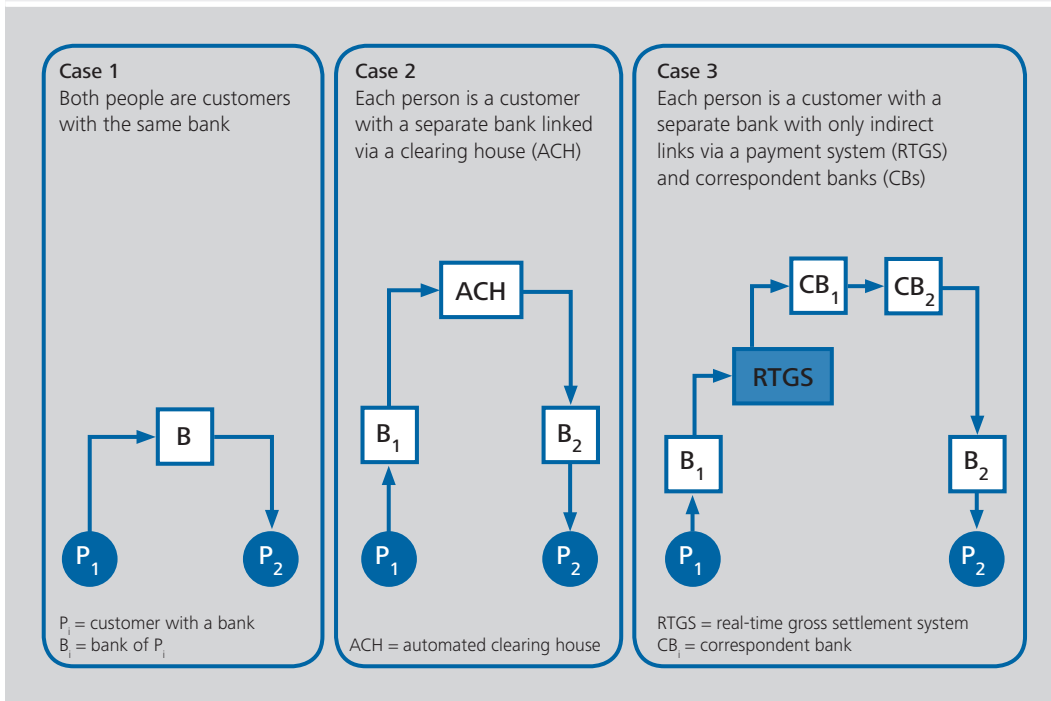 Case 1
Both people are customers
with the same bank
B
P1
P2
Pi = customer with a bank
Bi = bank of Pi
Case 2
Each person is a customer
with a separate bank linked
via a clearing house (ACH)
ACH
B1
B2
P1
P2
ACH = automated clearing house
Case 3
Each person is a customer with a
separate bank with only indirect
links via a payment system (RTGS)
and correspondent banks (CBs)
CB1
CB2
RTGS
B1
B2
P1
P2
RTGS = real-time gross settlement system
CBi = correspondent bank